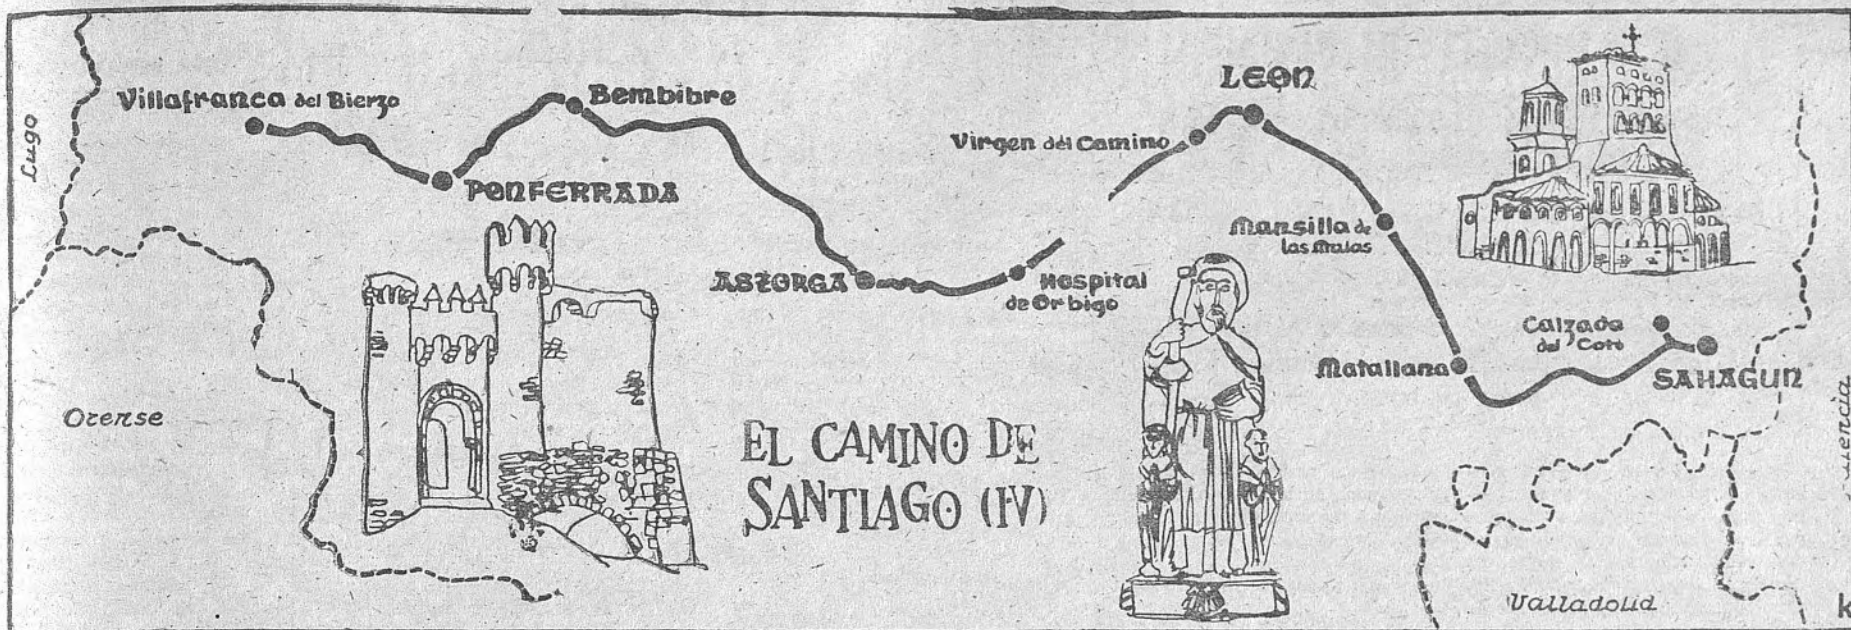 Lugo
Villafranca del Bierzo
Bembibre
LEON
Virgen del Camino
PONFERRADA
Mansilla de
las Mulas
ASTORGA
Hospital
de Orbigo
Calzada
del Coto
Matallana
SAHAGUN
Orense
EL CAMINO DE
SANTIAGO (IV)
Valladolid
k